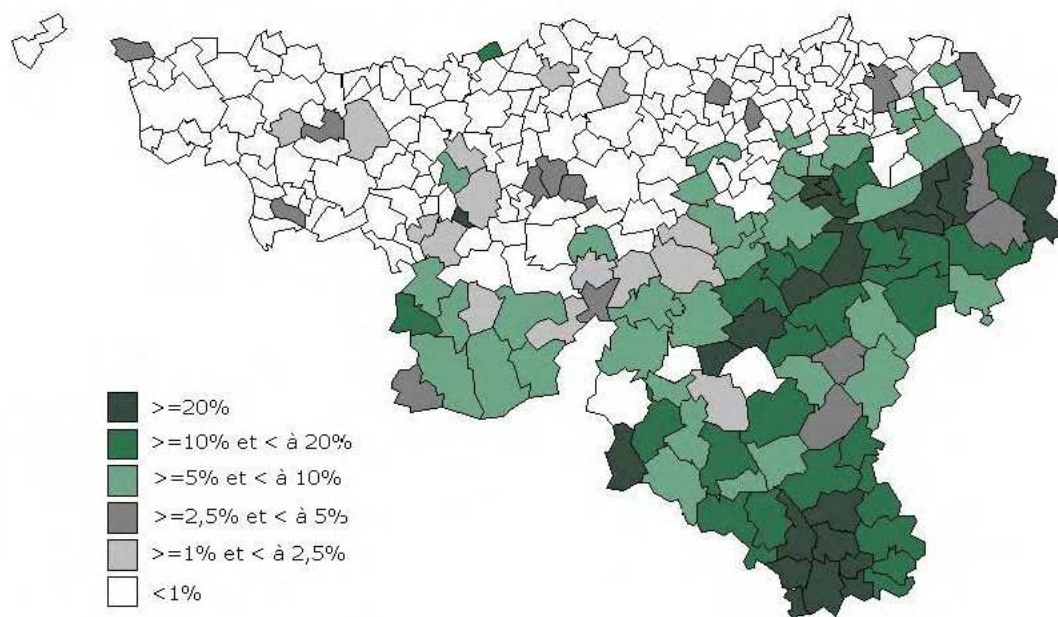 >=20%
>=10% et < à 20%
>=5% et < à 10%
>=2,5% et < à 5%
>=1% et < à 2,5%
<1%